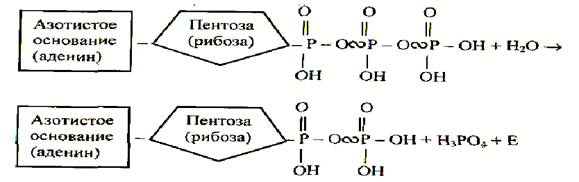 Азотистое
основание
(аденин)
Пентоза
(рибоза)
O O O
P – O∞P – O∞P – OH + H₂O →
OH OH OH
Азотистое
основание
(аденин)
Пентоза
(рибоза)
O O
P – O∞P – OH + H₃PO₄ + E
OH OH